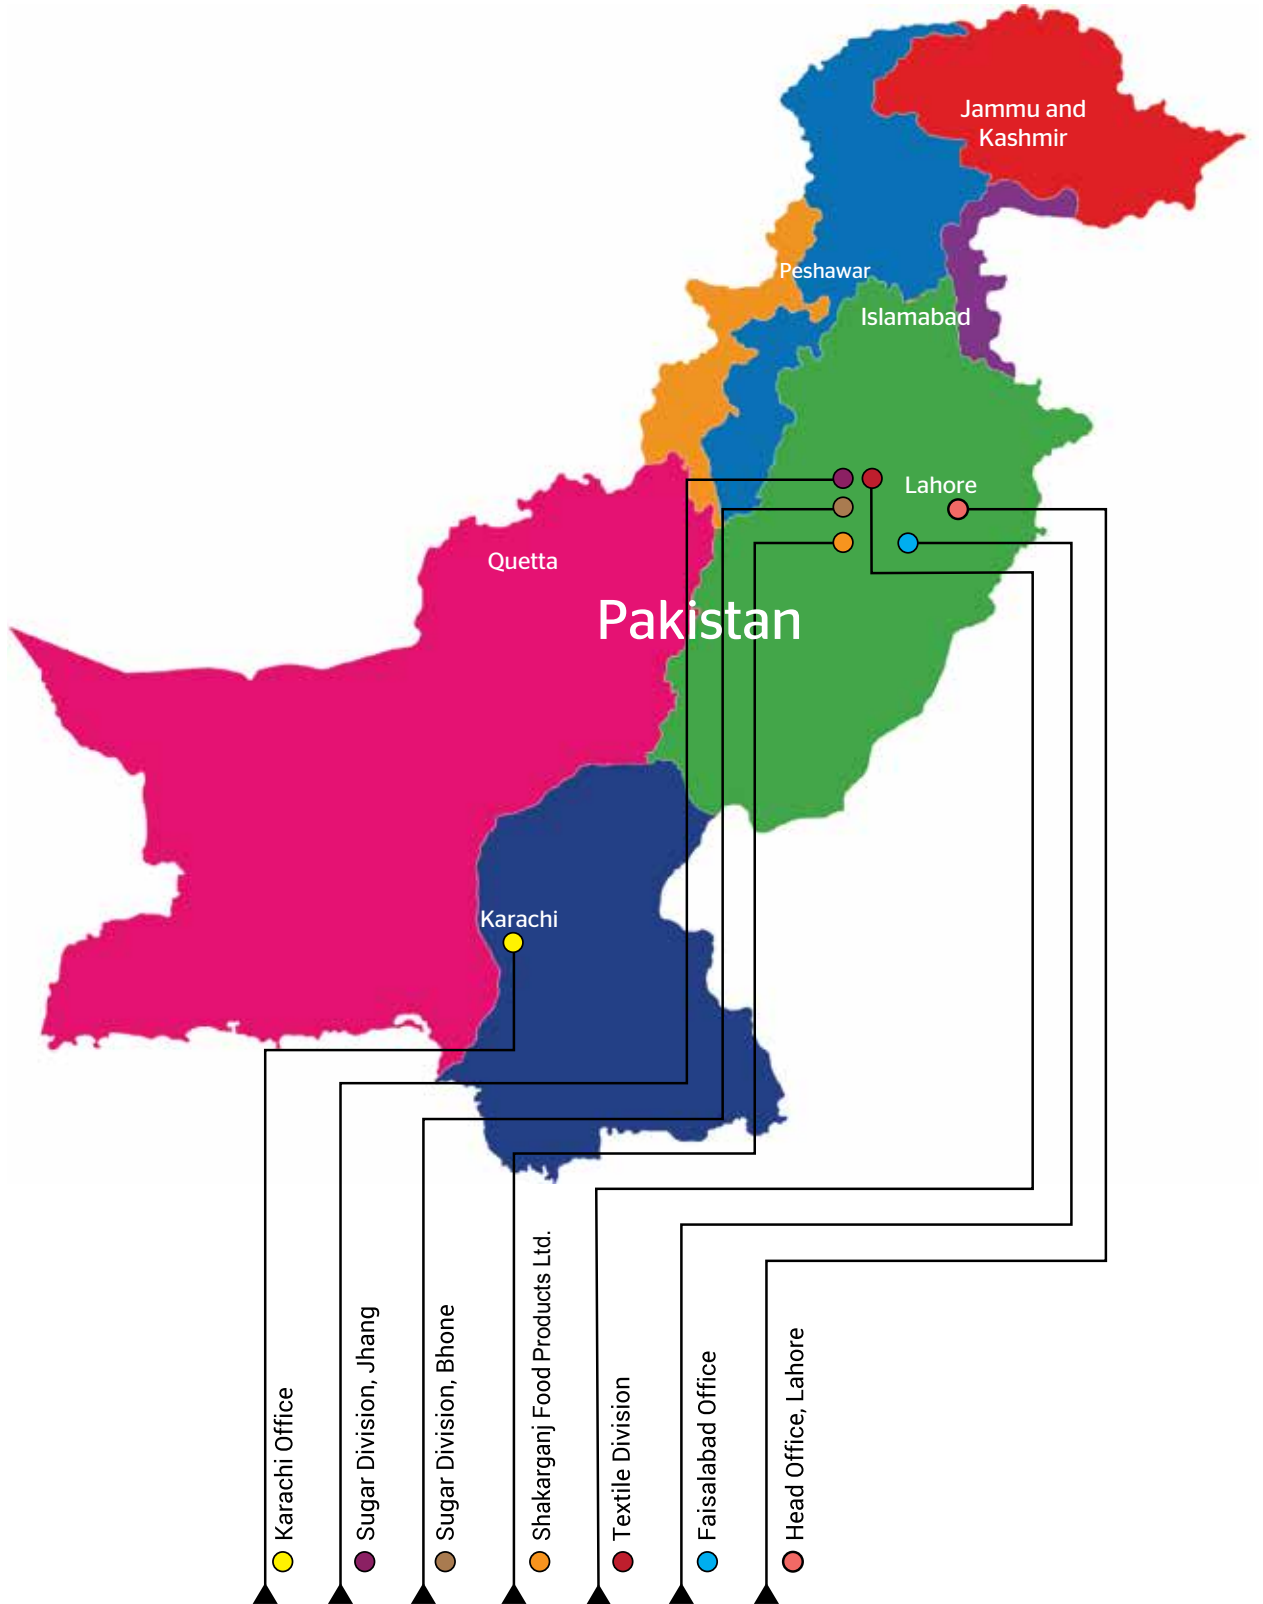 Jammu and
Kashmir
Peshawar
Islamabad
Lahore
Quetta
Pakistan
Karachi
Karachi Office
Sugar Division, Jhang
Sugar Division, Bhone
Shakarganj Food Products Ltd.
Textile Division
Faisalabad Office
Head Office, Lahore